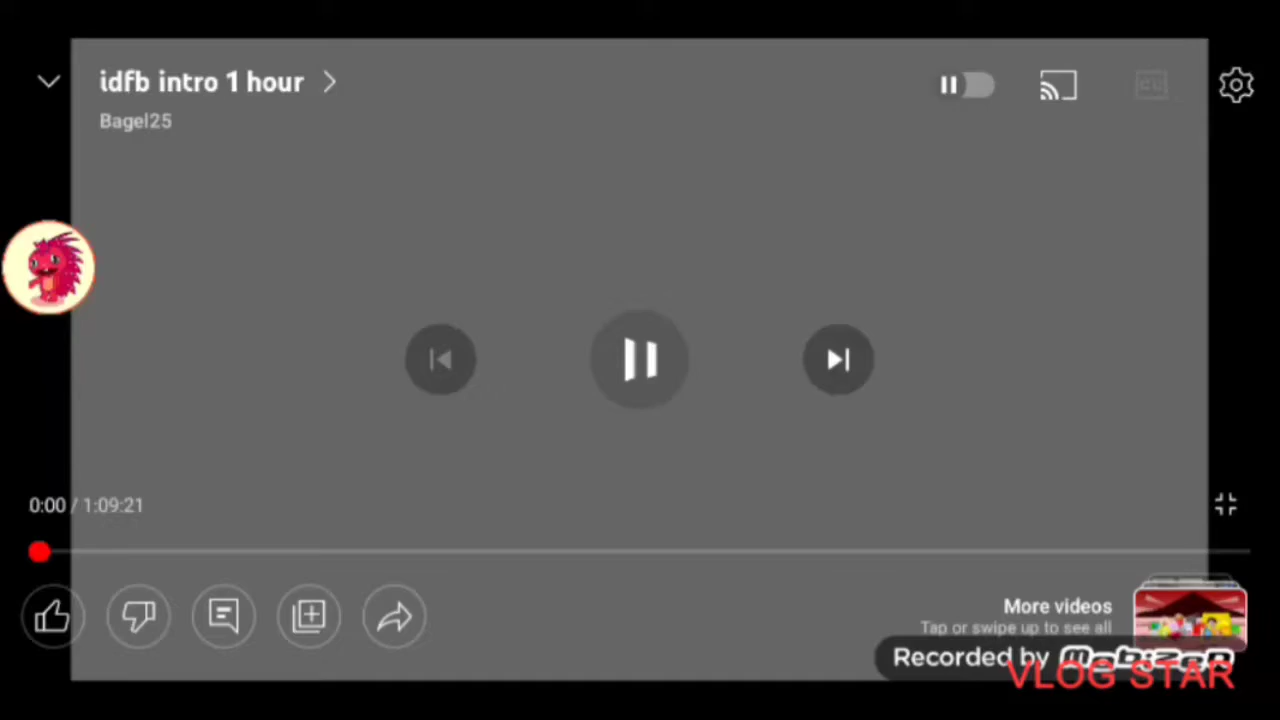 idfb intro 1 hour
Bagel25
0:00 / 1:09:21
More videos
Tap or swipe up to see all
Recorded by Mobizen
VLOG STAR